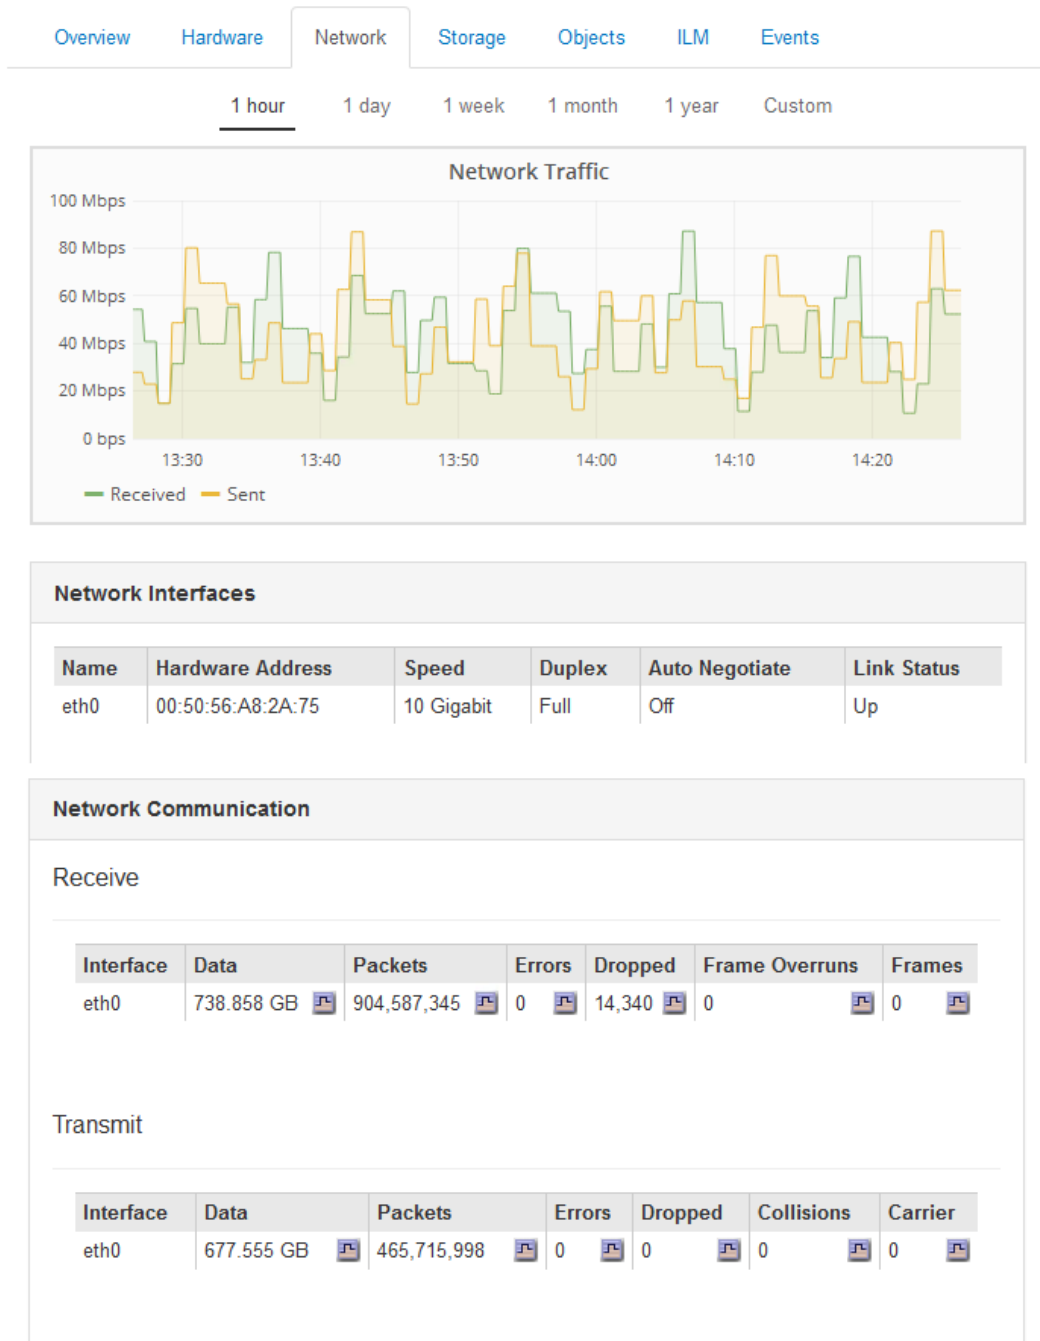 Overview Hardware Network Storage Objects ILM Events
1 hour 1 day 1 week 1 month 1 year Custom
Network Traffic
100 Mbps
80 Mbps
60 Mbps
40 Mbps
20 Mbps
0 bps
13:30 13:40 13:50 14:00 14:10 14:20
Received Sent
Network Interfaces
Name Hardware Address Speed Duplex Auto Negotiate Link Status
eth0 00:50:56:A8:2A:75 10 Gigabit Full Off Up
Network Communication
Receive
Interface Data Packets Errors Dropped Frame Overruns Frames
eth0 738.858 GB 904,587,345 0 14,340 0 0
Transmit
Interface Data Packets Errors Dropped Collisions Carrier
eth0 677.555 GB 465,715,998 0 0 0 0